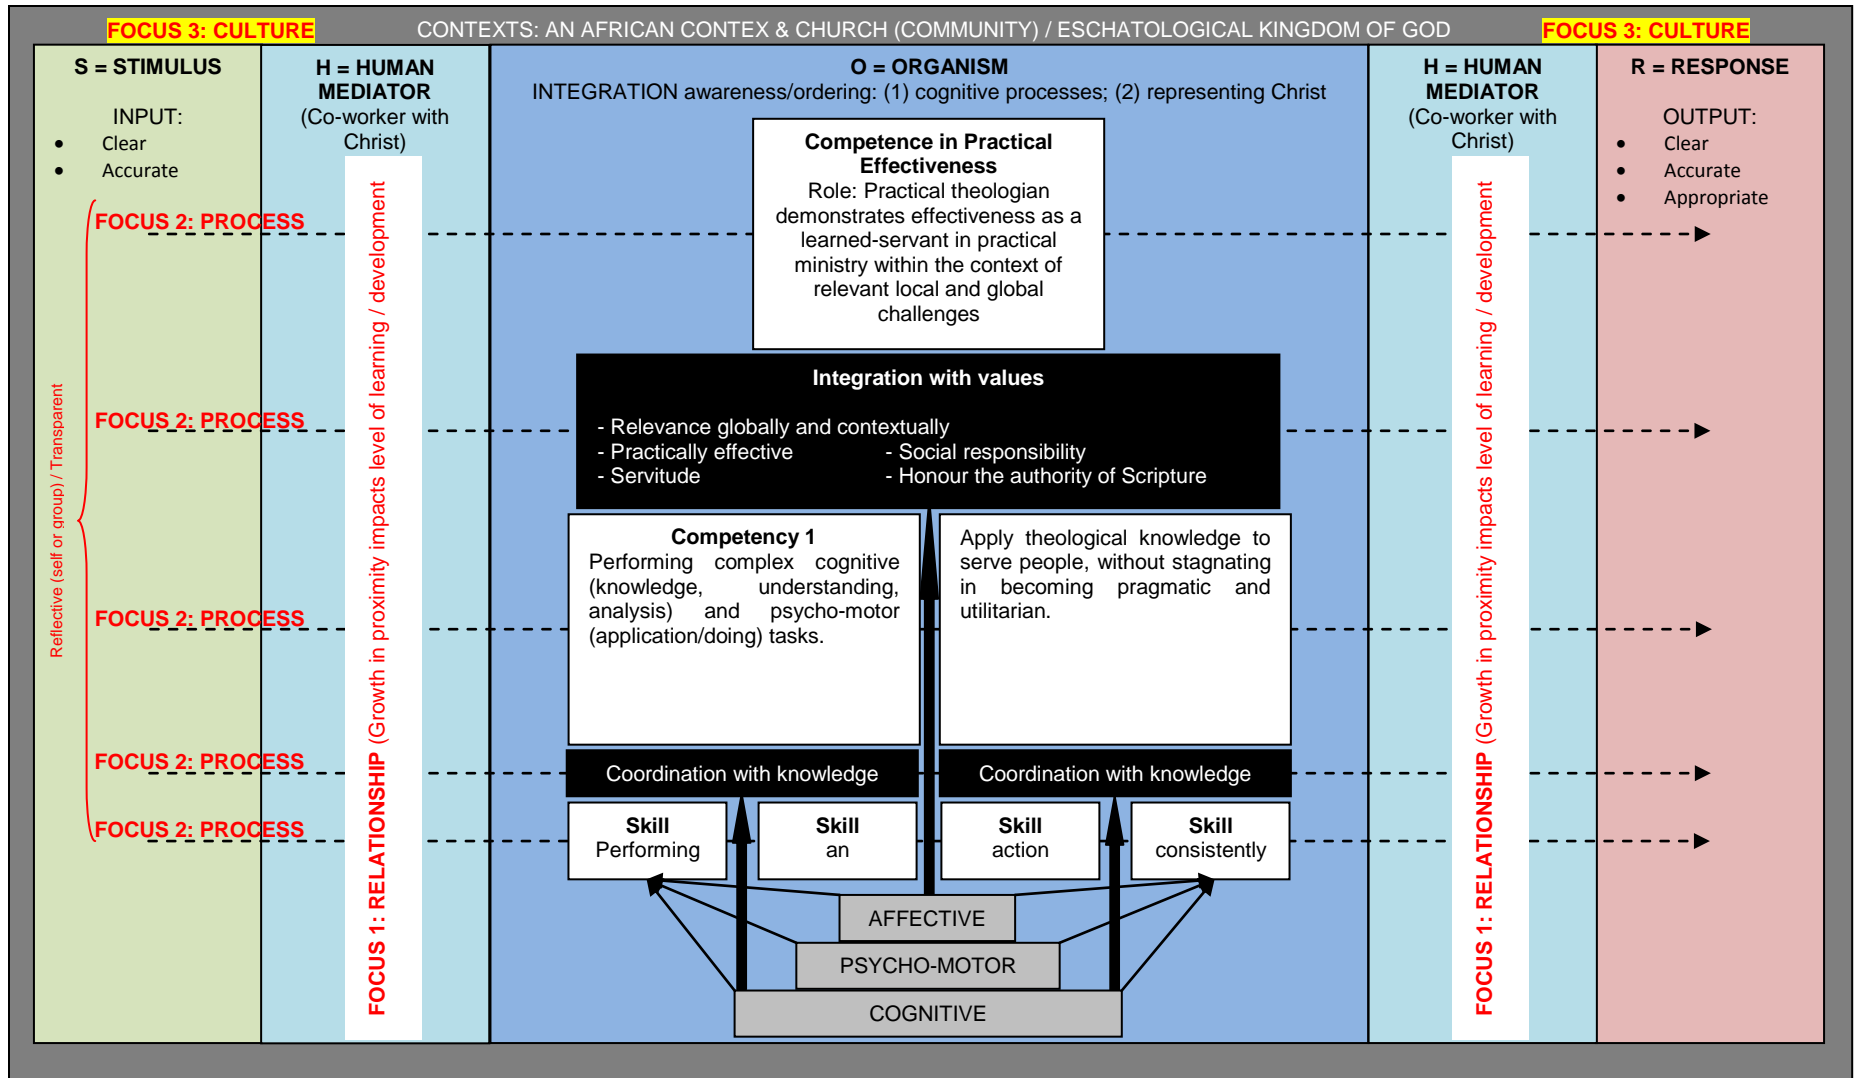 FOCUS 3: CULTURE
CONTEXTS: AN AFRICAN CONTEX & CHURCH (COMMUNITY) / ESCHATOLOGICAL KINGDOM OF GOD
FOCUS 3: CULTURE
S = STIMULUS
INPUT:
• Clear
• Accurate
FOCUS 2: PROCESS
FOCUS 2: PROCESS
FOCUS 2: PROCESS
FOCUS 2: PROCESS
FOCUS 2: PROCESS
Reflective (self or group) / Transparent
H = HUMAN
MEDIATOR
(Co-worker with
Christ)
FOCUS 1: RELATIONSHIP (Growth in proximity impacts level of learning / development
O = ORGANISM
INTEGRATION awareness/ordering: (1) cognitive processes; (2) representing Christ
Competence in Practical
Effectiveness
Role: Practical theologian
demonstrates effectiveness as a
learned-servant in practical
ministry within the context of
relevant local and global
challenges
Integration with values
- Relevance globally and contextually
- Practically effective - Social responsibility
- Servitude - Honour the authority of Scripture
Competency 1
Performing complex cognitive
(knowledge, understanding,
analysis) and psycho-motor
(application/doing) tasks.
Apply theological knowledge to
serve people, without stagnating
in becoming pragmatic and
utilitarian.
Coordination with knowledge
Coordination with knowledge
Skill
Performing
Skill
an
Skill
action
Skill
consistently
AFFECTIVE
PSYCHO-MOTOR
COGNITIVE
H = HUMAN
MEDIATOR
(Co-worker with
Christ)
FOCUS 1: RELATIONSHIP (Growth in proximity impacts level of learning / development
R = RESPONSE
OUTPUT:
• Clear
• Accurate
• Appropriate